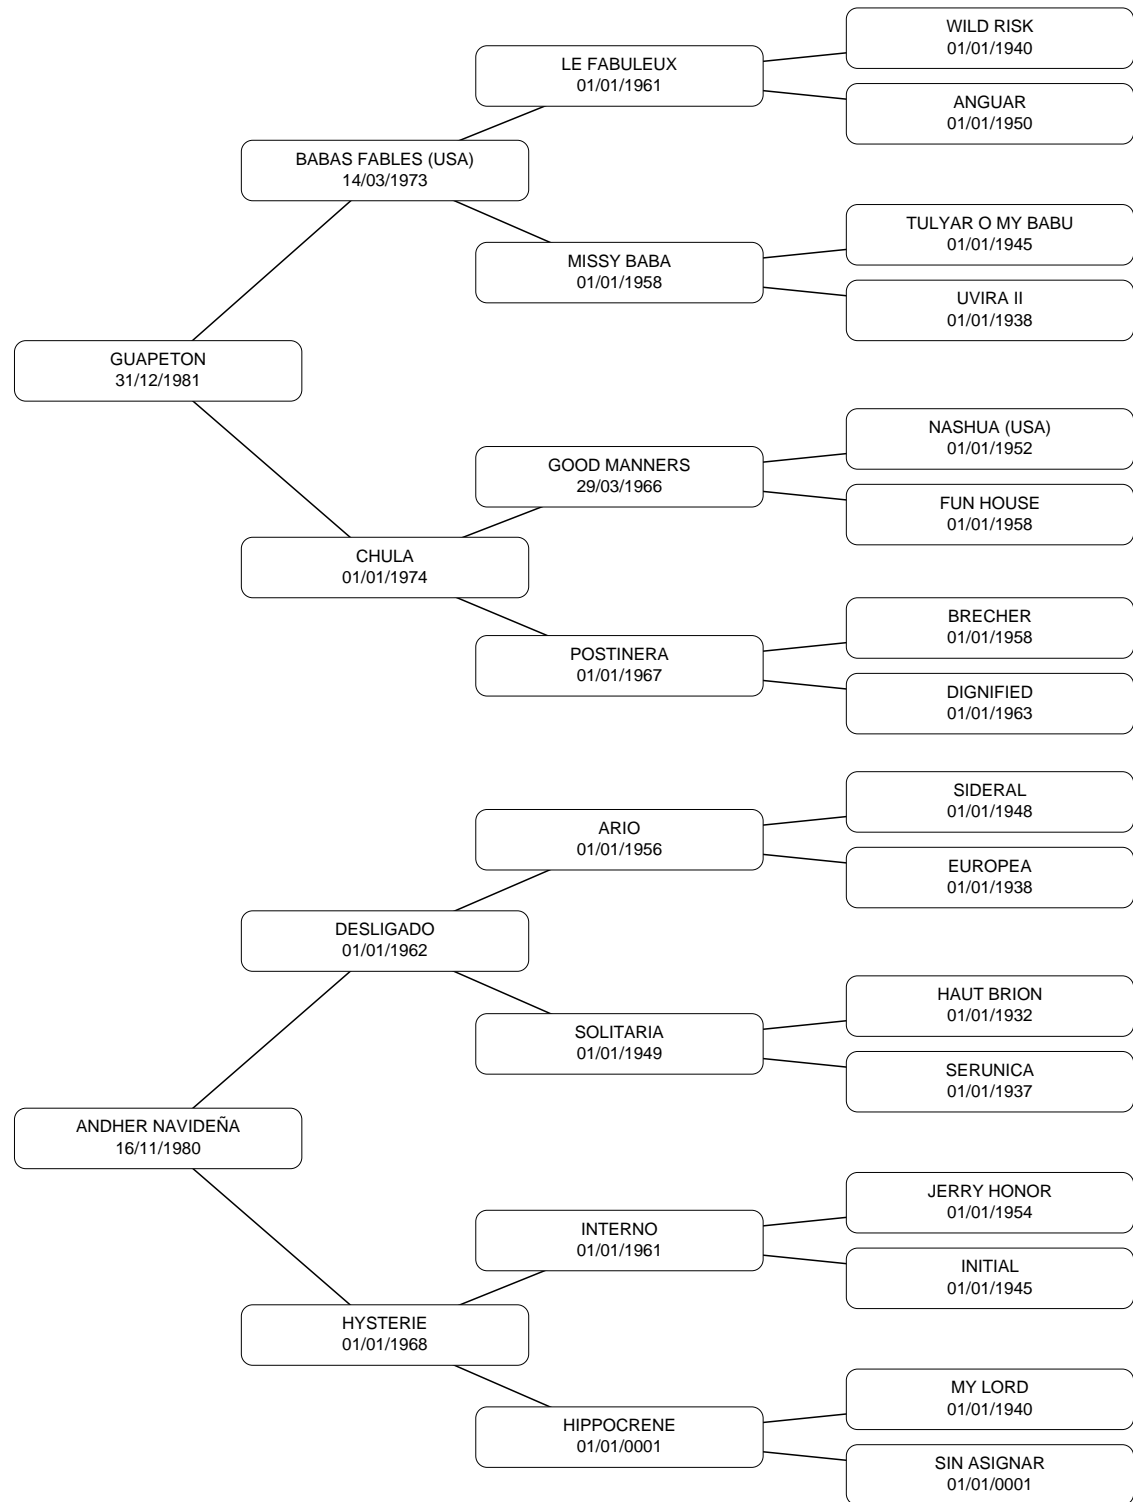 WILD RISK
01/01/1940
LE FABULEUX
01/01/1961
ANGUAR
01/01/1950
BABAS FABLES (USA)
14/03/1973
TULYAR O MY BABU
01/01/1945
MISSY BABA
01/01/1958
UVIRA II
01/01/1938
GUAPETON
31/12/1981
NASHUA (USA)
01/01/1952
GOOD MANNERS
29/03/1966
FUN HOUSE
01/01/1958
CHULA
01/01/1974
BRECHER
01/01/1958
POSTINERA
01/01/1967
DIGNIFIED
01/01/1963
SIDERAL
01/01/1948
ARIO
01/01/1956
EUROPEA
01/01/1938
DESLIGADO
01/01/1962
HAUT BRION
01/01/1932
SOLITARIA
01/01/1949
SERUNICA
01/01/1937
ANDHER NAVIDEÑA
16/11/1980
JERRY HONOR
01/01/1954
INTERNO
01/01/1961
INITIAL
01/01/1945
HYSTERIE
01/01/1968
MY LORD
01/01/1940
HIPPOCRENE
01/01/0001
SIN ASIGNAR
01/01/0001